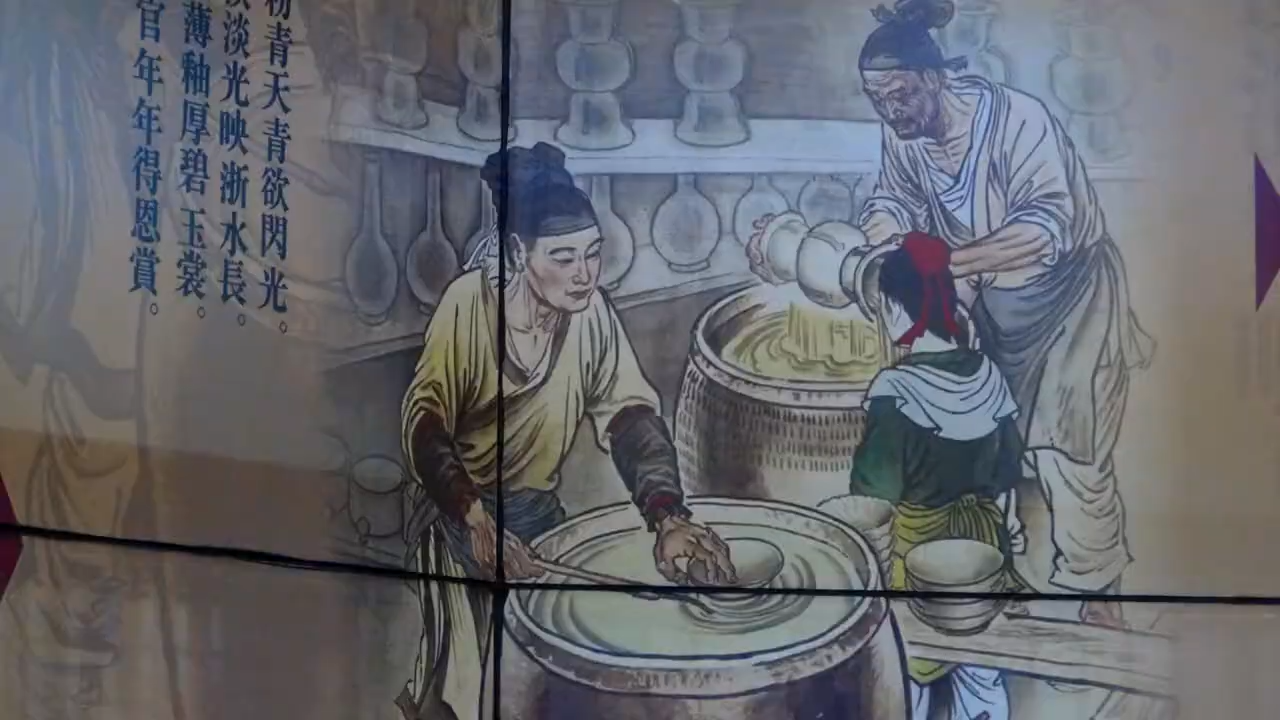 粉青天青欲閃光。
淡光映浙水長。
薄釉厚碧玉裳。
官年年得恩賞。